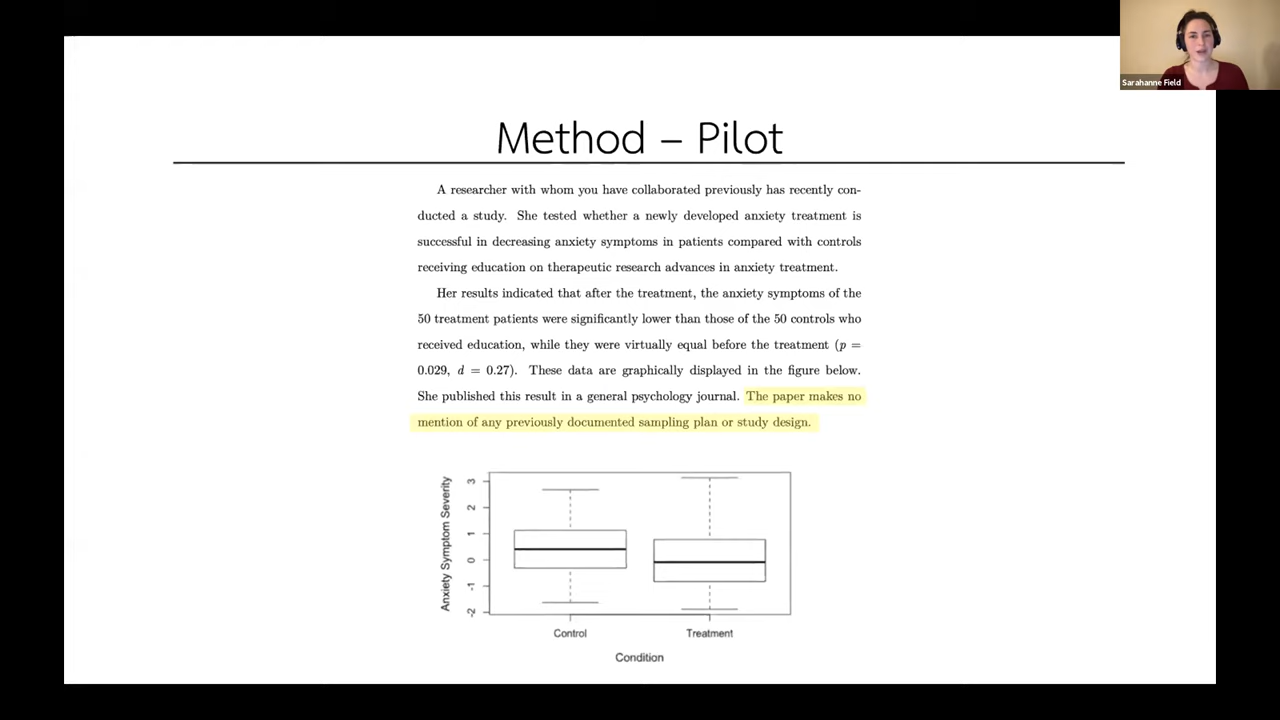 Sarahanne Field
Method – Pilot
A researcher with whom you have collaborated previously has recently con-
ducted a study. She tested whether a newly developed anxiety treatment is
successful in decreasing anxiety symptoms in patients compared with controls
receiving education on therapeutic research advances in anxiety treatment.
Her results indicated that after the treatment, the anxiety symptoms of the
50 treatment patients were significantly lower than those of the 50 controls who
received education, while they were virtually equal before the treatment (p =
0.029, d = 0.27). These data are graphically displayed in the figure below.
She published this result in a general psychology journal. The paper makes no
mention of any previously documented sampling plan or study design.
Anxiety Symptom Severity
3
2
1
0
-1
-2
Control
Treatment
Condition